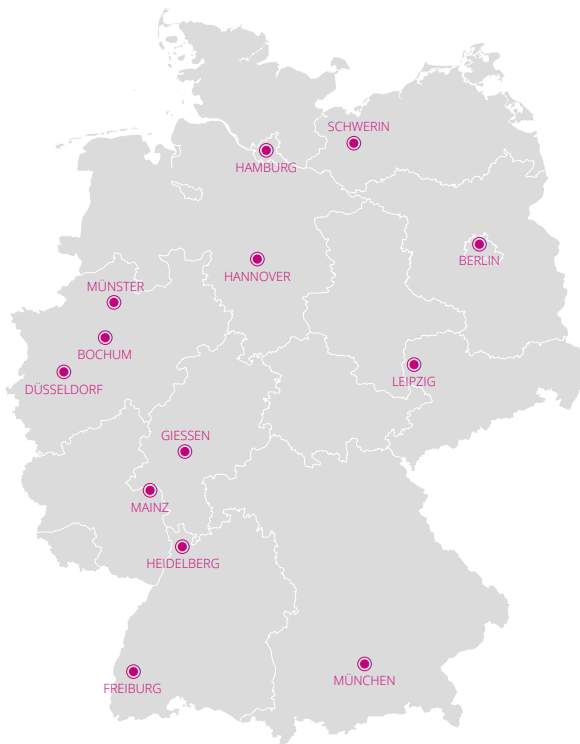 SCHWERIN
HAMBURG
BERLIN
HANNOVER
MÜNSTER
BOCHUM
LEIPZIG
DÜSSELDORF
GIESSEN
MAINZ
HEIDELBERG
MÜNCHEN
FREIBURG